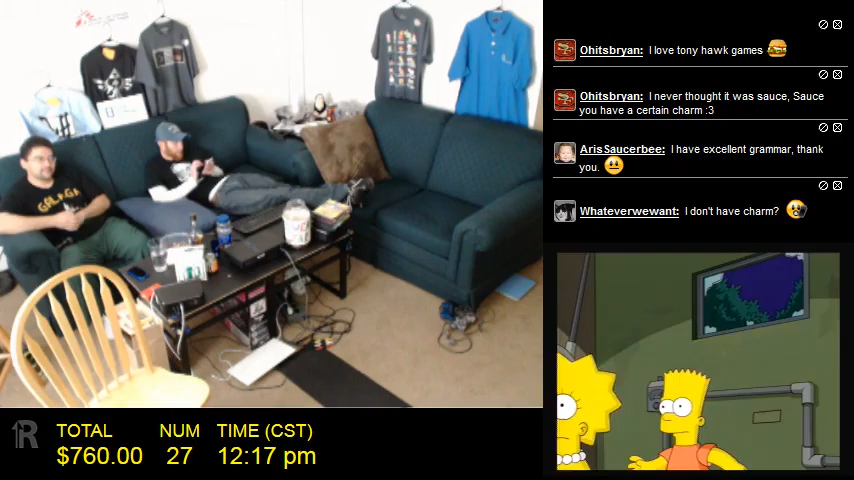 Ohitsbryan: I love tony hawk games
Ohitsbryan: I never thought it was sauce, Sauce
you have a certain charm :3
ArisSaucerbee: I have excellent grammar, thank
you.
Whateverwewant: I don't have charm?
GALAGA
R
TOTAL NUM TIME (CST)
$760.00 27 12:17 pm